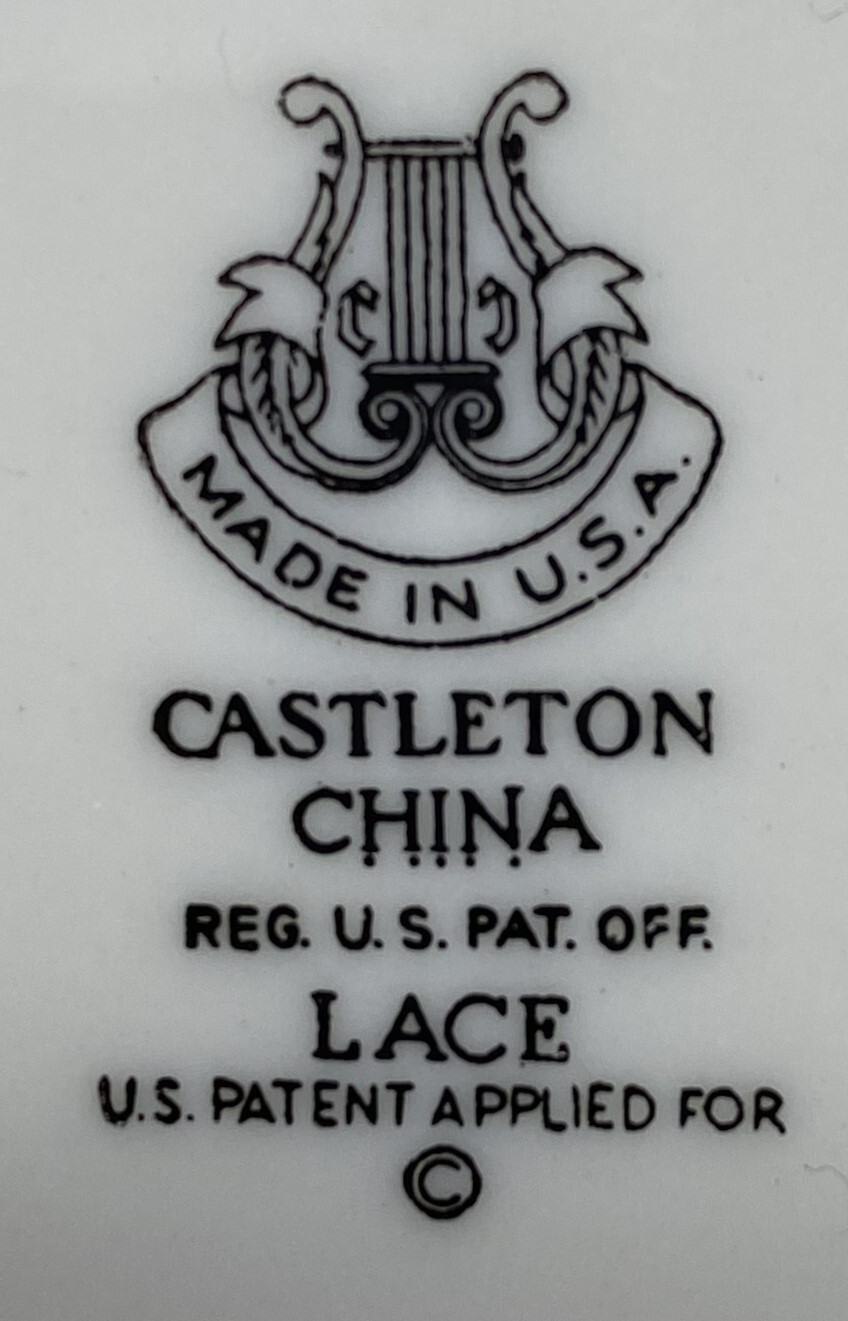 C C
MADE IN U.S.A.
CASTLETON
CHINA
REG. U. S. PAT. OFF.
LACE
U.S. PATENT APPLIED FOR
©